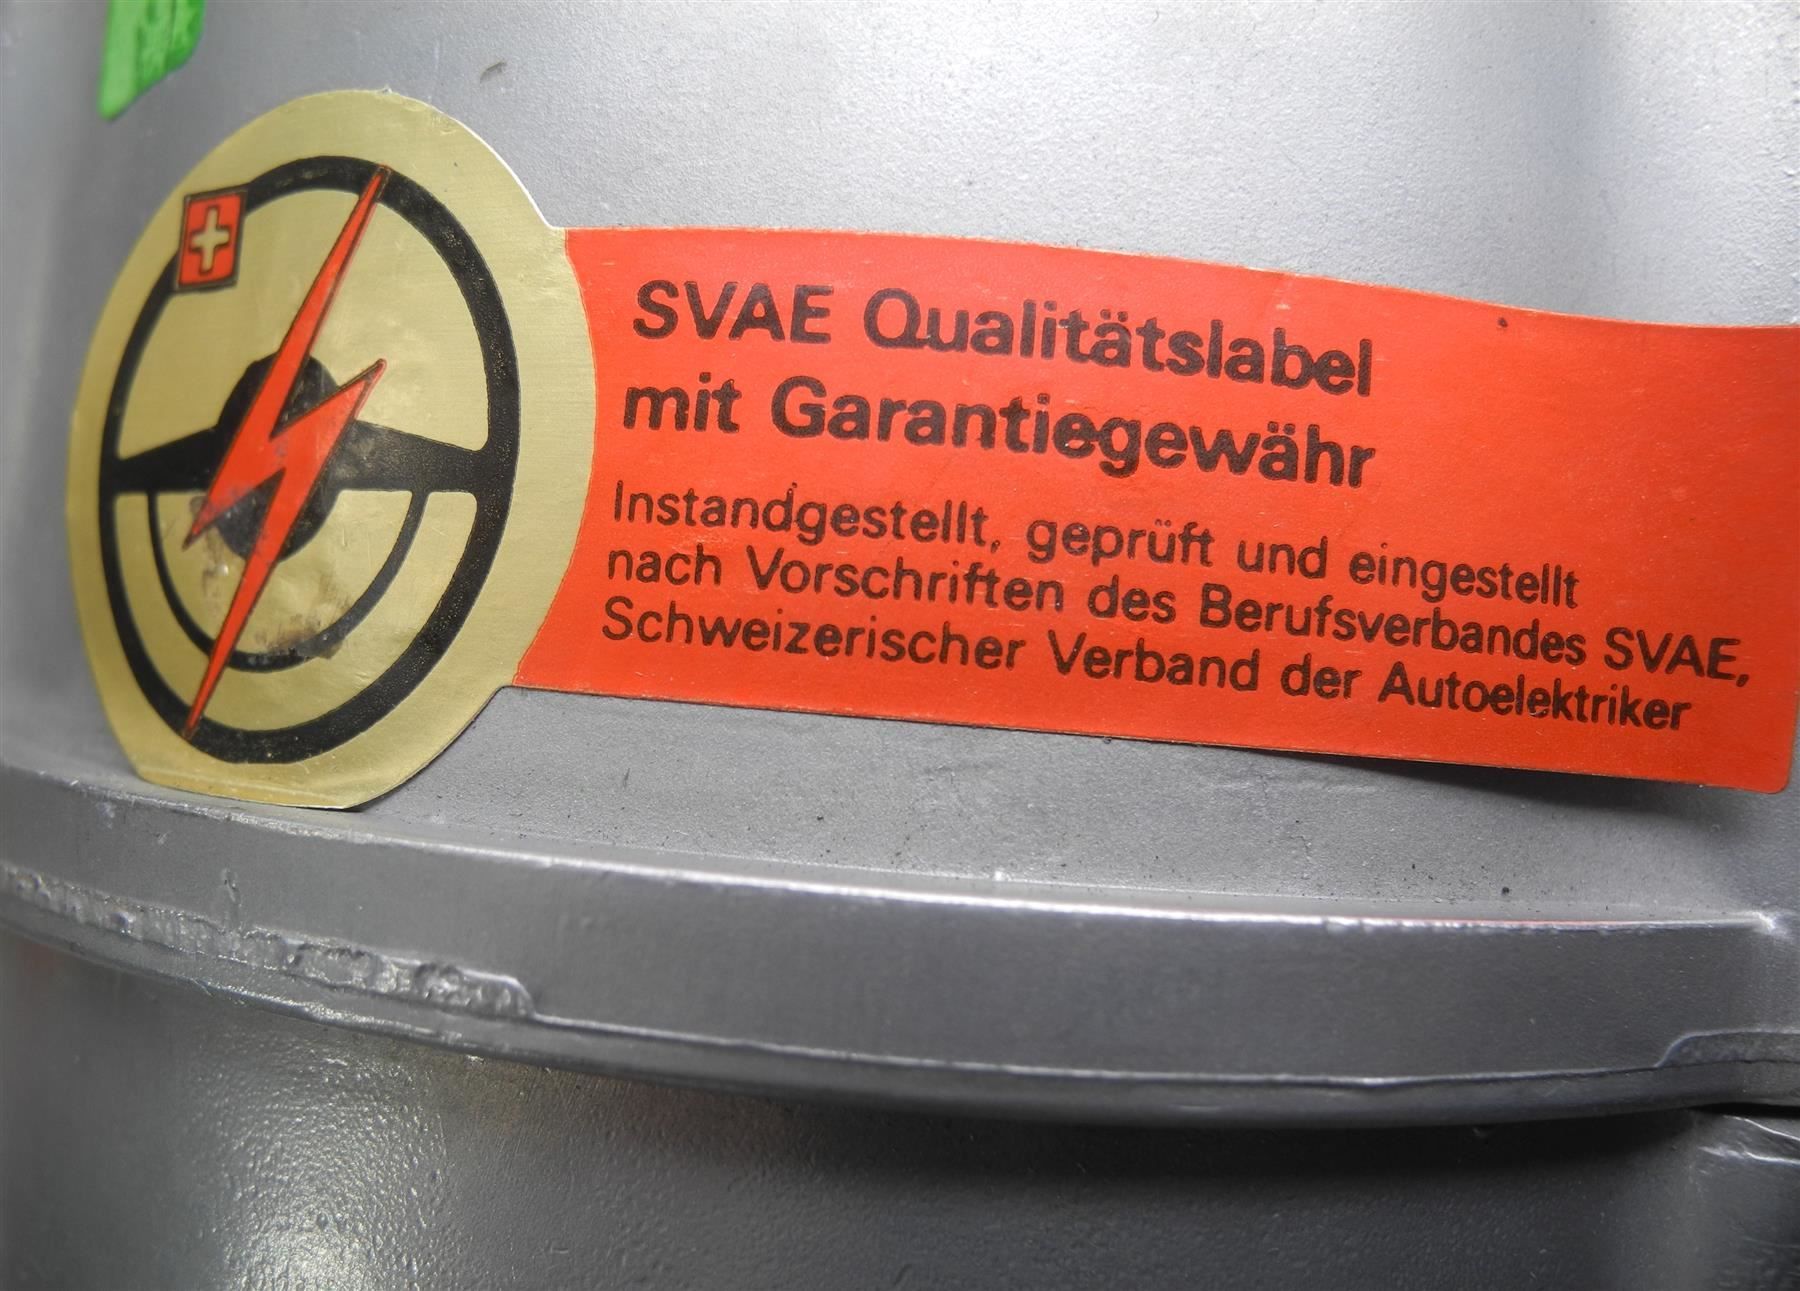 SVAE Qualitätslabel
mit Garantiegewähr
Instandgestellt, geprüft und eingestellt
nach Vorschriften des Berufsverbandes SVAE,
Schweizerischer Verband der Autoelektriker